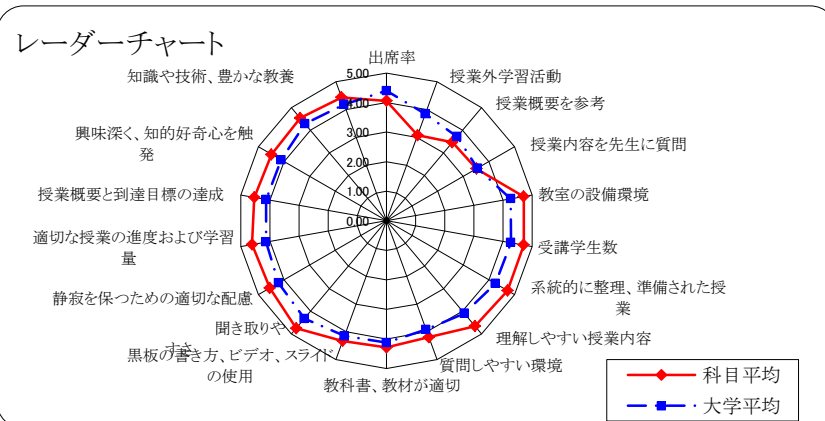 レーダーチャート
出席率
授業外学習活動
授業概要を参考
授業内容を先生に質問
教室の設備環境
受講学生数
系統的に整理、準備された授
業
理解しやすい授業内容
質問しやすい環境
教科書、教材が適切
黒板の書き方、ビデオ、スライド
の使用
聞き取りや
すさ
静寂を保つための適切な配慮
適切な授業の進度および学習
量
授業概要と到達目標の達成
興味深く、知的好奇心を触
発
知識や技術、豊かな教養
5.00
4.00
3.00
2.00
1.00
0.00
科目平均
大学平均